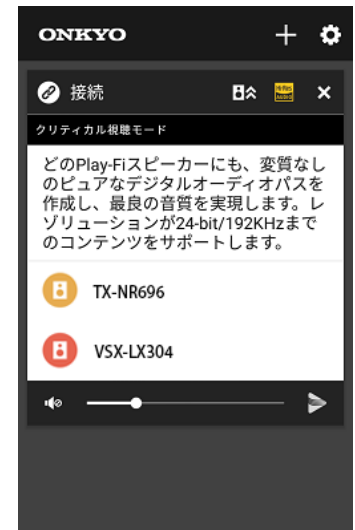 ONKYO
接続
Hi-Res
AUDIO
クリティカル視聴モード
どのPlay-Fiスピーカーにも、変質なし
のピュアなデジタルオーディオパスを
作成し、最良の音質を実現します。レ
ゾリューションが24-bit/192KHzまで
のコンテンツをサポートします。
TX-NR696
VSX-LX304